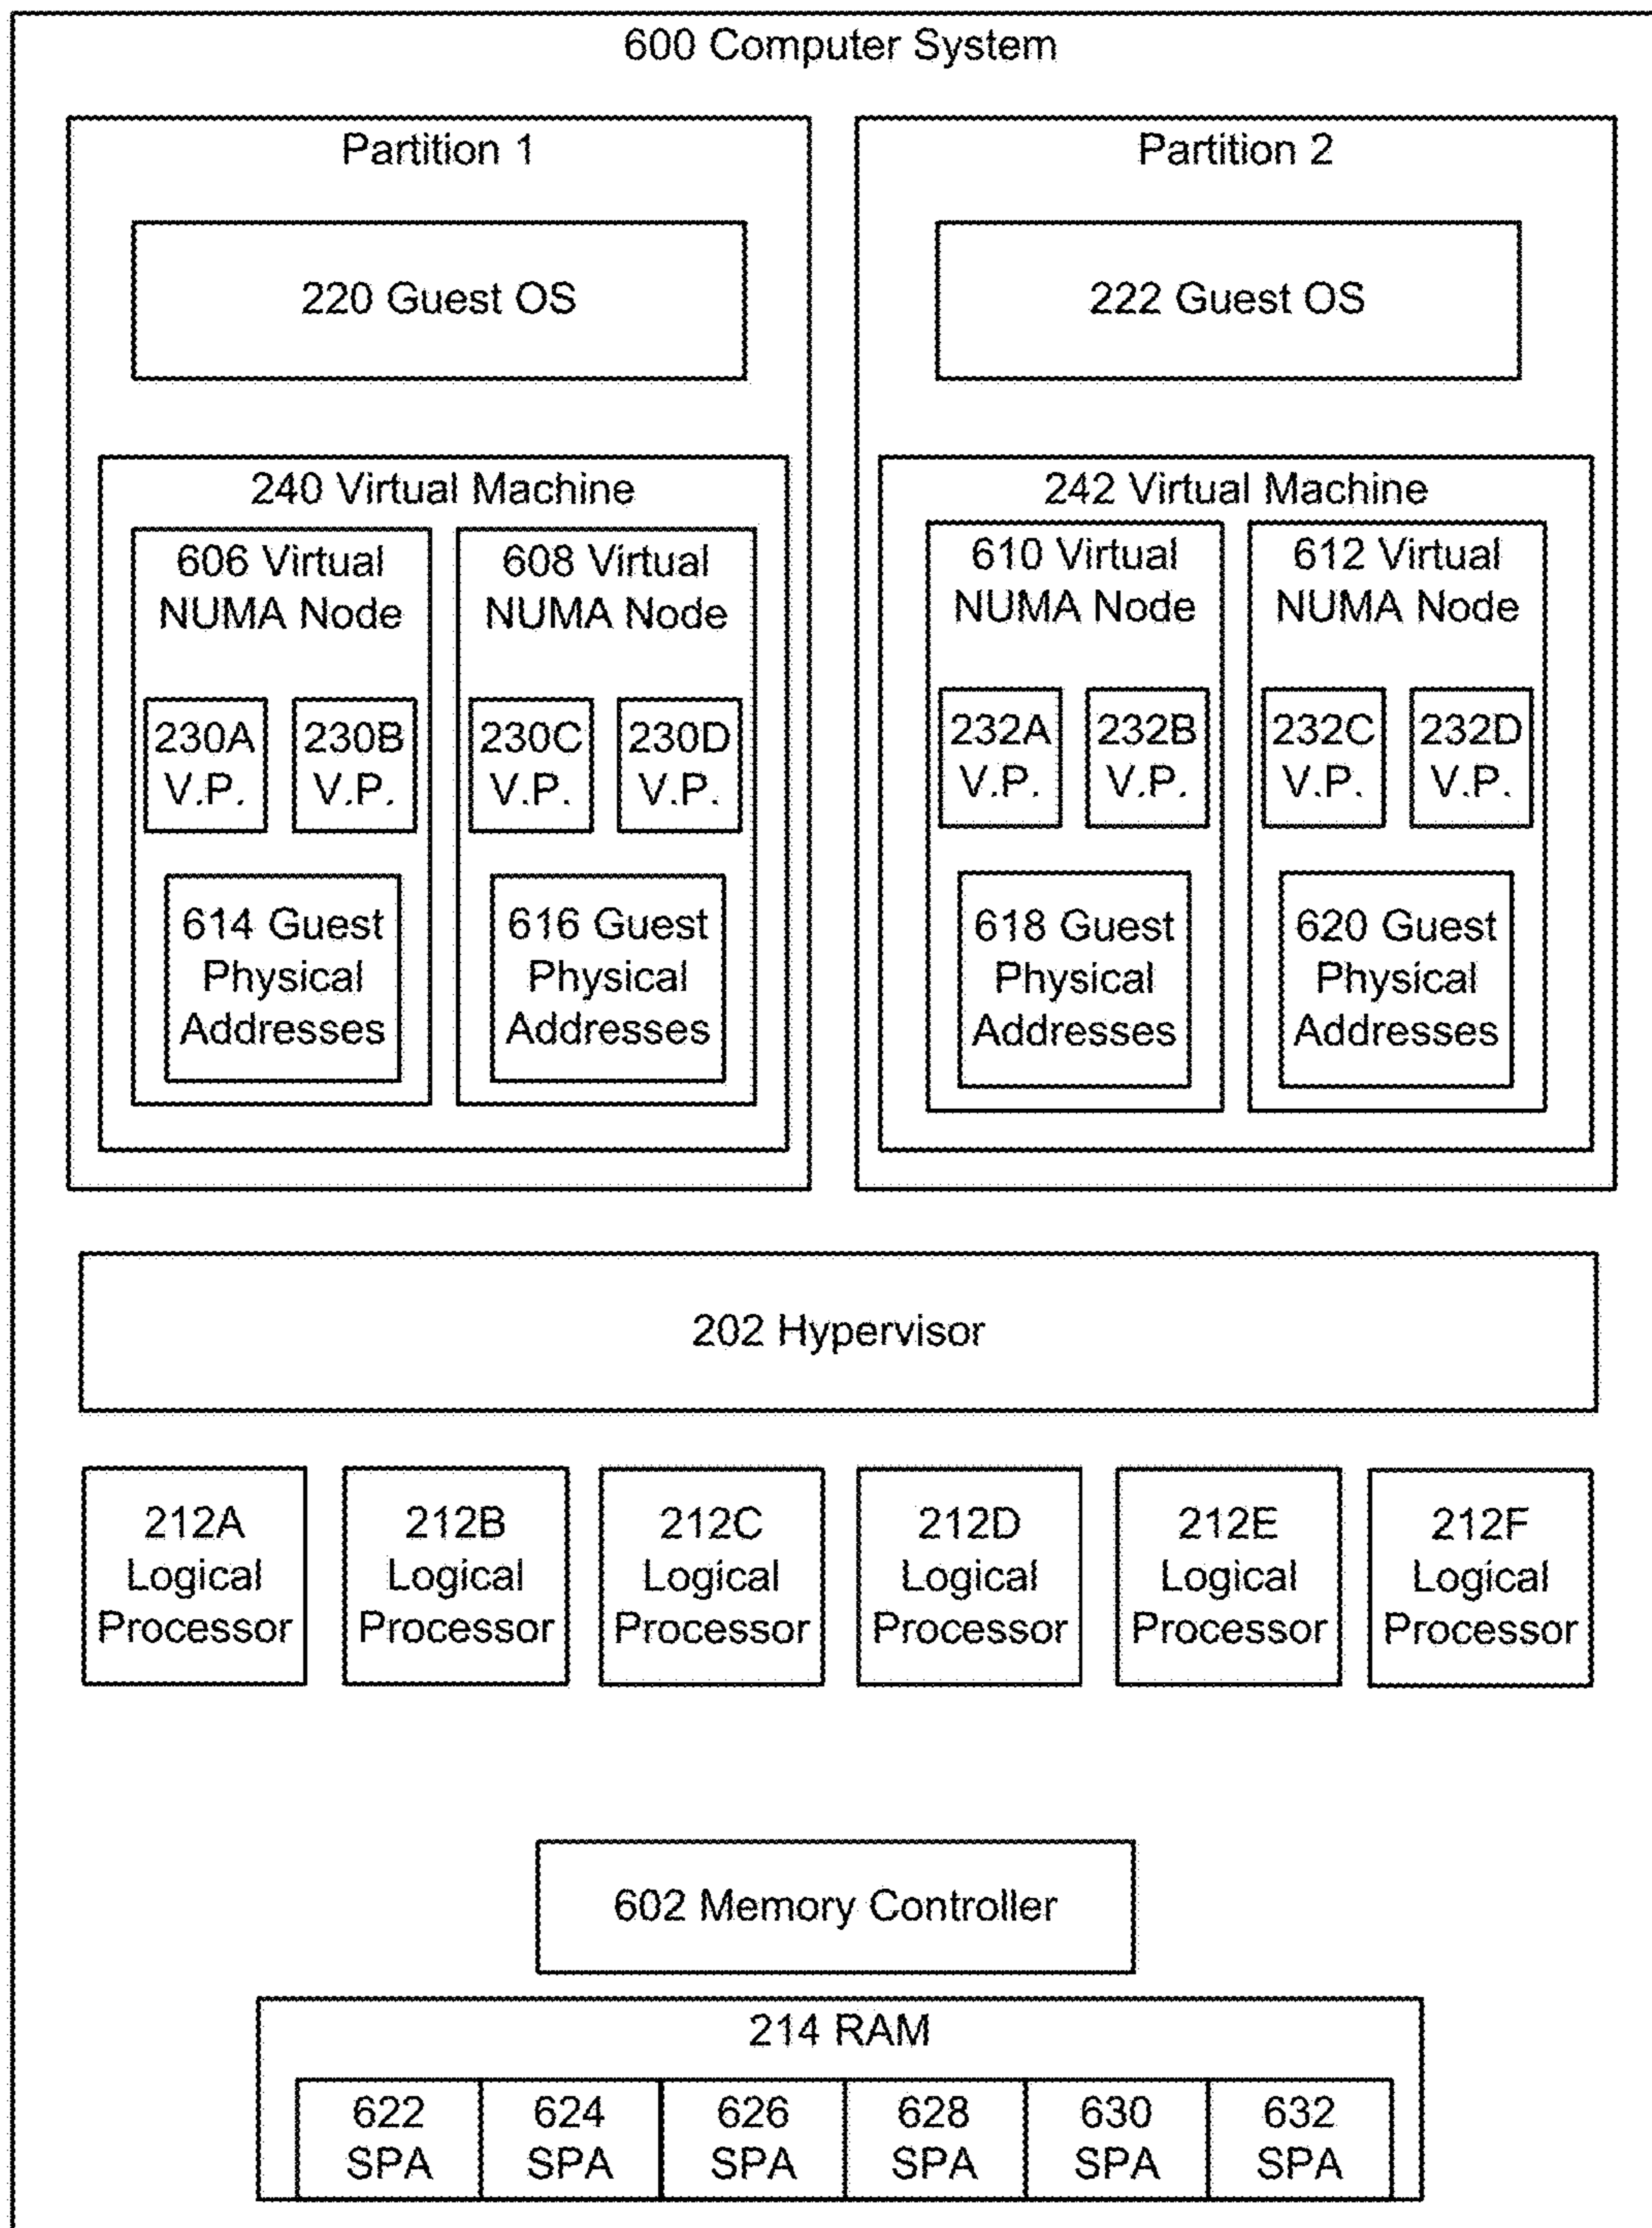 600 Computer System
Partition 1
220 Guest OS
240 Virtual Machine
606 Virtual
NUMA Node
230A
V.P.
230B
V.P.
614 Guest
Physical
Addresses
608 Virtual
NUMA Node
230C
V.P.
230D
V.P.
616 Guest
Physical
Addresses
Partition 2
222 Guest OS
242 Virtual Machine
610 Virtual
NUMA Node
232A
V.P.
232B
V.P.
618 Guest
Physical
Addresses
612 Virtual
NUMA Node
232C
V.P.
232D
V.P.
620 Guest
Physical
Addresses
202 Hypervisor
212A
Logical
Processor
212B
Logical
Processor
212C
Logical
Processor
212D
Logical
Processor
212E
Logical
Processor
212F
Logical
Processor
602 Memory Controller
214 RAM
622
SPA
624
SPA
626
SPA
628
SPA
630
SPA
632
SPA